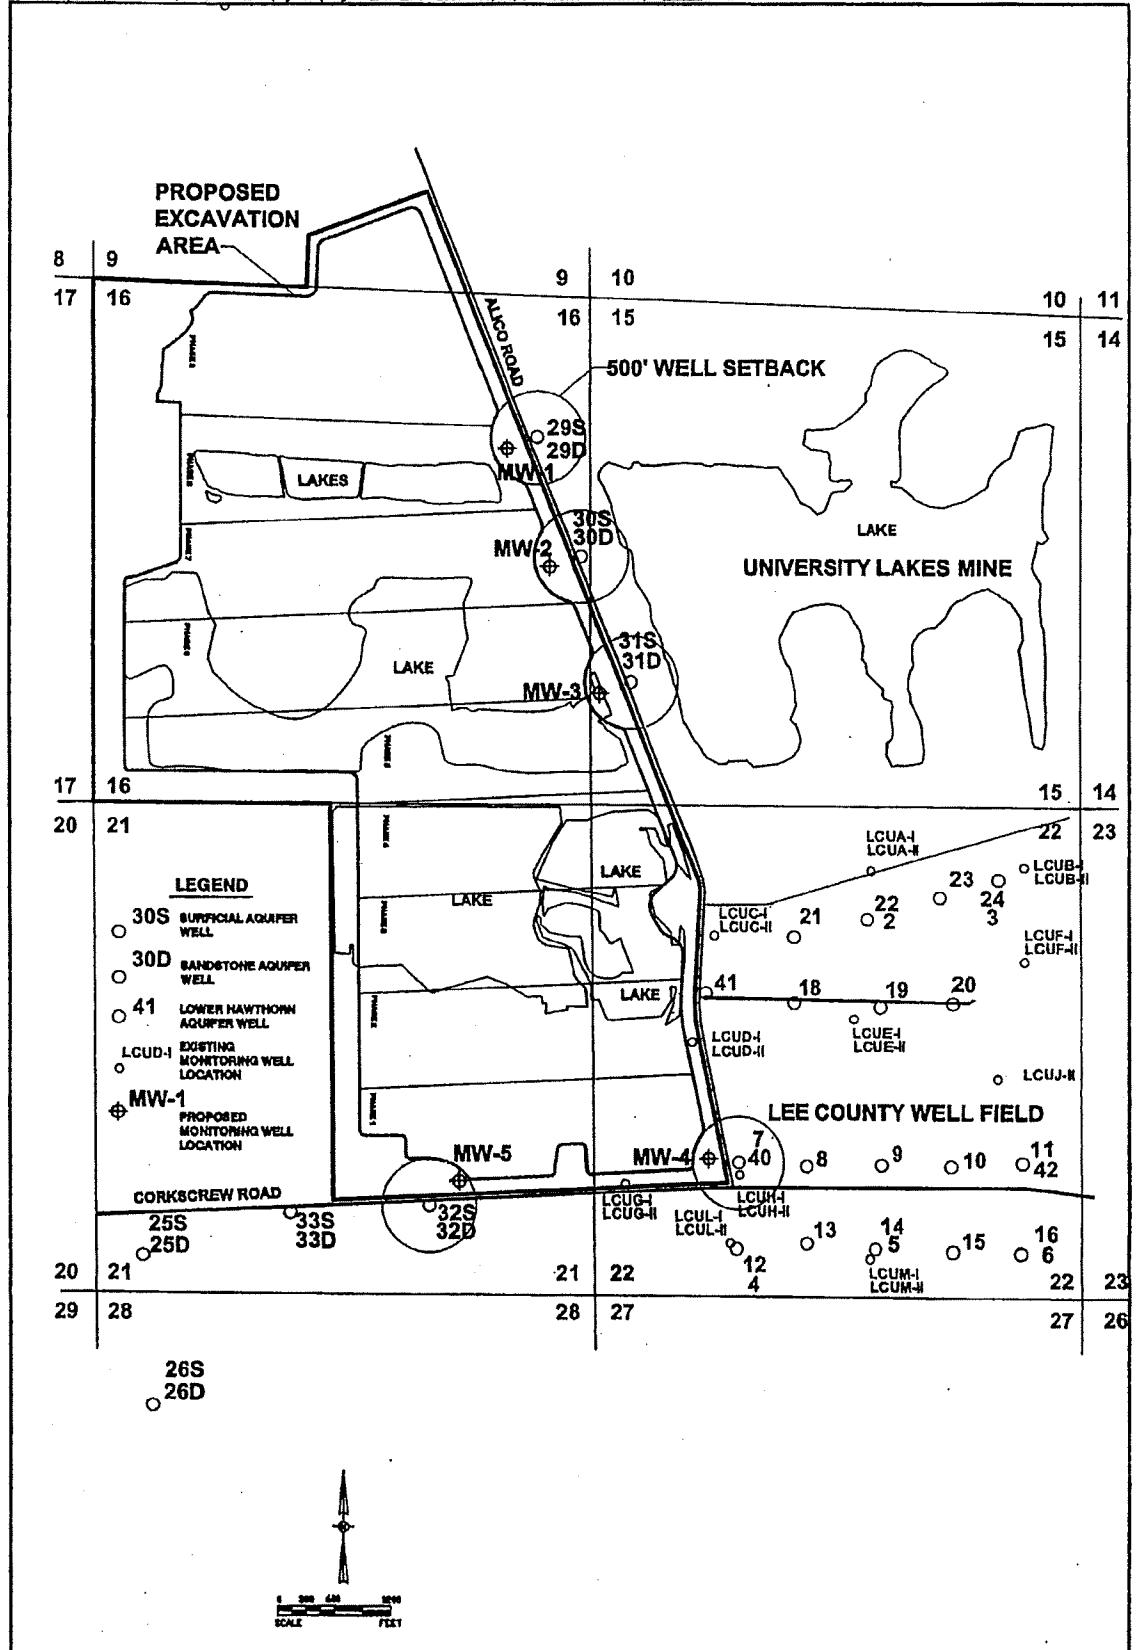 PROPOSED
EXCAVATION
AREA
8 9
17 16
9 10
16 15
10 11
15 14
ALICO ROAD
500' WELL SETBACK
29S
29D
MW-1
LAKES
30S
30D
MW-2
LAKE
UNIVERSITY LAKES MINE
31S
31D
LAKE
MW-3
17 16
20 21
15 14
22 23
LCUA-I
LCUA-II
LCUB-I
LCUB-II
LAKE
LAKE
23
24
3
22
2
21
LCUC-I
LCUC-II
LCUF-I
LCUF-II
LAKE
41
18
19
20
LCUE-I
LCUE-II
LCUD-I
LCUD-II
LCUJ-II
LEGEND
30S SURFICIAL AQUIFER
WELL
30D SANDSTONE AQUIFER
WELL
41 LOWER HAWTHORN
AQUIFER WELL
LCUD-I EXISTING
MONITORING WELL
LOCATION
MW-1
PROPOSED
MONITORING WELL
LOCATION
PHASE 1
LEE COUNTY WELL FIELD
MW-5
MW-4
7
40
8
9
10
11
42
CORKSCREW ROAD
LCUG-I
LCUG-II
LCUH-I
LCUH-II
25S
25D
33S
33D
32S
32D
LCUL-I
LCUL-II
12
4
13
14
5
15
16
6
LCUM-I
LCUM-II
20 21
29 28
21 22
28 27
22 23
27 26
26S
26D
SCALE FEET